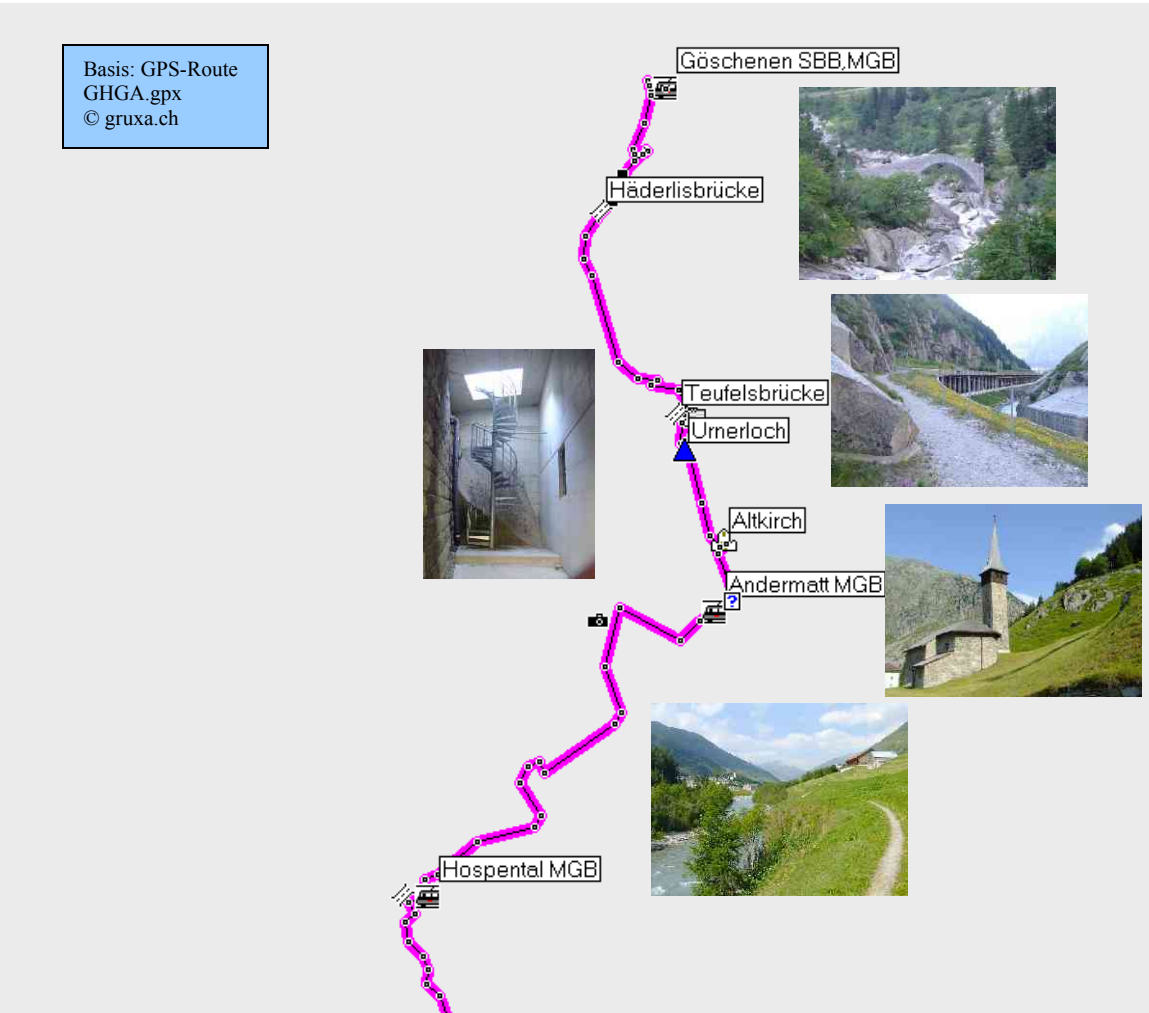 Basis: GPS-Route
GHGA.gpx
© gruxa.ch
Göschenen SBB,MGB
Häderlisbrücke
Teufelsbrücke
Urnerloch
Altkirch
Andermatt MGB
?
Hospental MGB